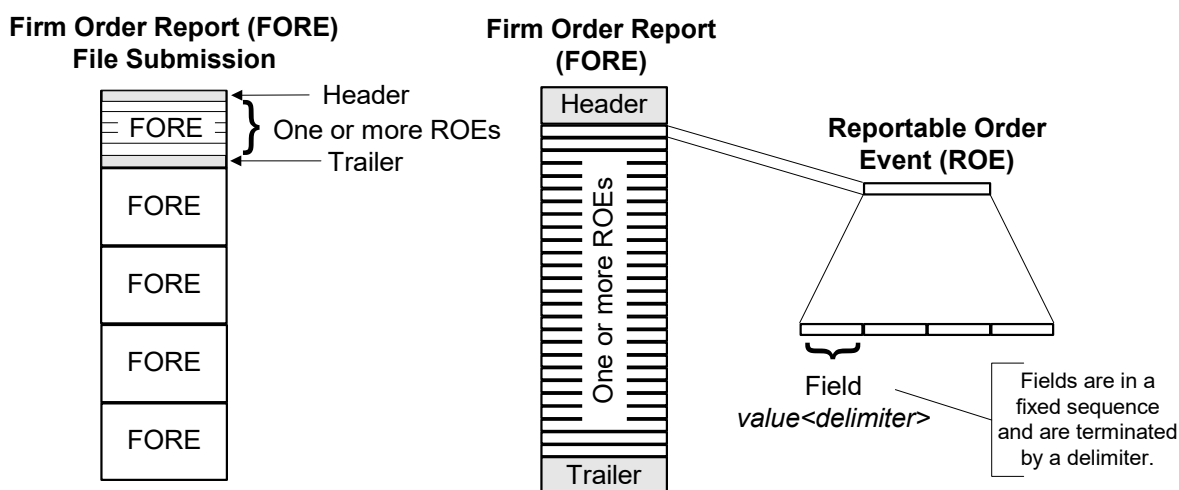 Firm Order Report (FORE)
File Submission
Header
FORE
One or more ROEs
Trailer
FORE
FORE
FORE
FORE
Firm Order Report
(FORE)
Header
One or more ROEs
Trailer
Reportable Order
Event (ROE)
Field
value<delimiter>
Fields are in a
fixed sequence
and are terminated
by a delimiter.